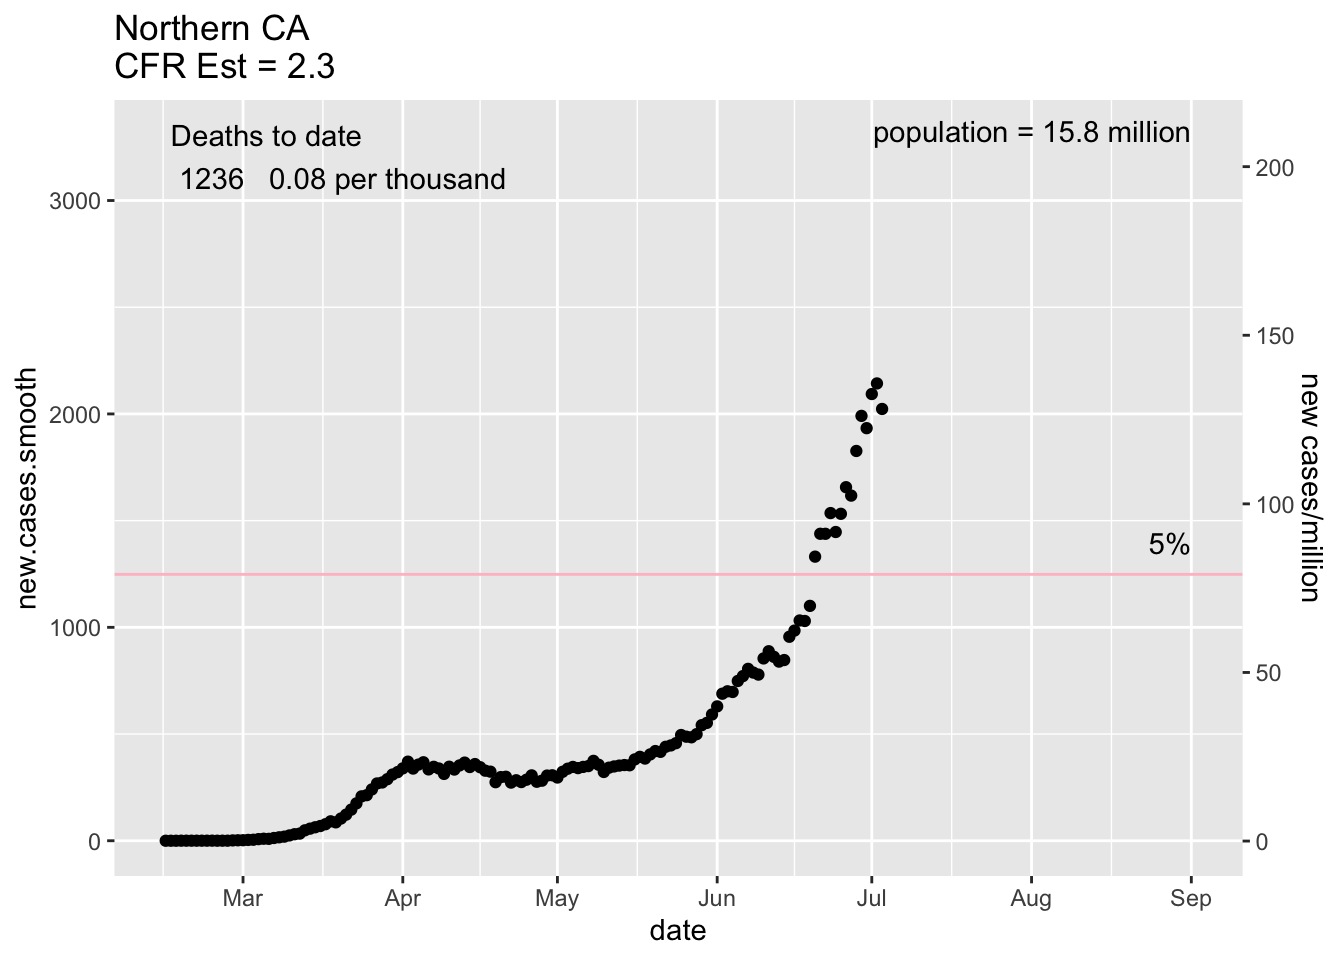 Northern CA
CFR Est = 2.3
Deaths to date
1236 0.08 per thousand
population = 15.8 million
5%
new.cases.smooth
3000
2000
1000
0
new cases/million
200
150
100
50
0
Mar Apr May Jun Jul Aug Sep
date